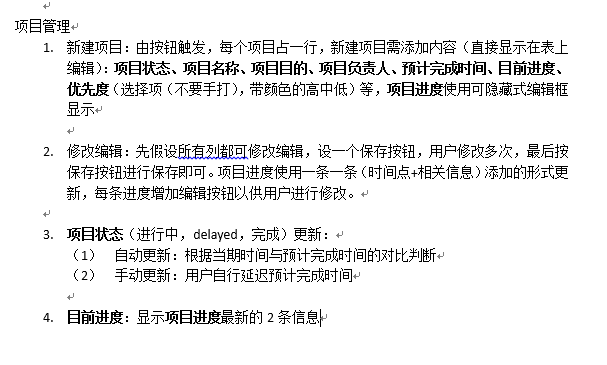 项目管理
1. 新建项目：由按钮触发，每个项目占一行，新建项目需添加内容（直接显示在表上
编辑）：项目状态、项目名称、项目目的、项目负责人、预计完成时间、目前进度、
优先度（选择项（不要手打），带颜色的高中低）等，项目进度使用可隐藏式编辑框
显示
2. 修改编辑：先假设所有列都可修改编辑，设一个保存按钮，用户修改多次，最后按
保存按钮进行保存即可。项目进度使用一条一条（时间点+相关信息）添加的形式更
新，每条进度增加编辑按钮以供用户进行修改。
3. 项目状态（进行中，delayed，完成）更新：
（1） 自动更新：根据当期时间与预计完成时间的对比判断
（2） 手动更新：用户自行延迟预计完成时间
4. 目前进度：显示项目进度最新的 2 条信息